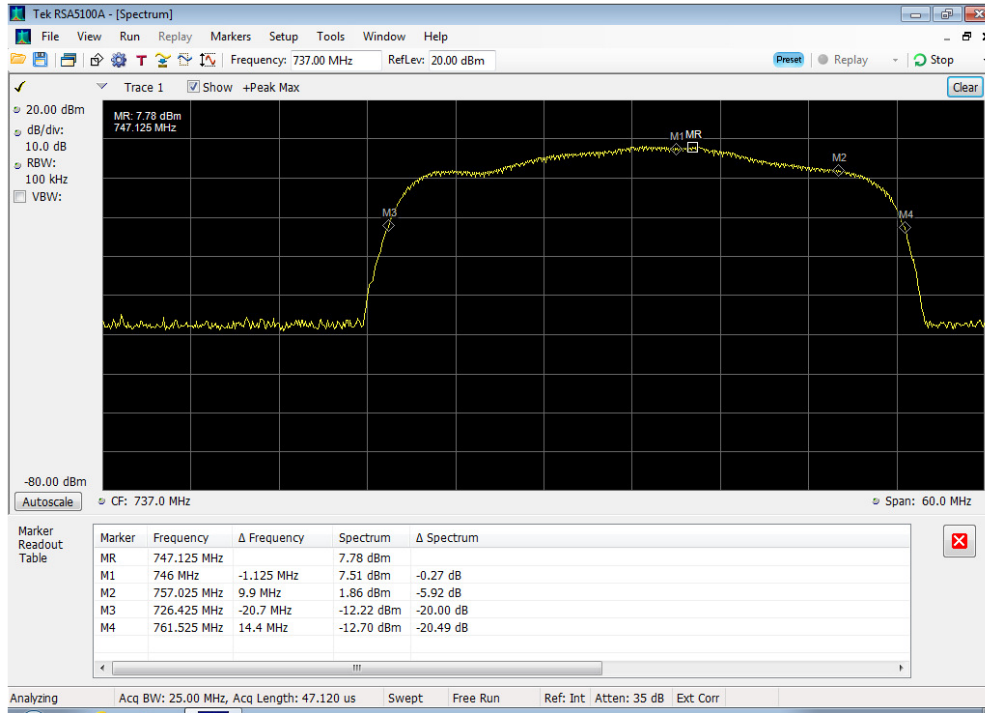 Tek RSA5100A - [Spectrum]
File View Run Replay Markers Setup Tools Window Help
T Frequency: 737.00 MHz RefLev: 20.00 dBm Preset Replay Stop
Trace 1 Show +Peak Max Clear
20.00 dBm
dB/div:
10.0 dB
RBW:
100 kHz
VBW:
MR: 7.78 dBm
747.125 MHz
M1 MR
M2
M3
M4
-80.00 dBm
Autoscale CF: 737.0 MHz Span: 60.0 MHz
Marker
Readout
Table
Marker Frequency Δ Frequency Spectrum Δ Spectrum
MR 747.125 MHz 7.78 dBm
M1 746 MHz -1.125 MHz 7.51 dBm -0.27 dB
M2 757.025 MHz 9.9 MHz 1.86 dBm -5.92 dB
M3 726.425 MHz -20.7 MHz -12.22 dBm -20.00 dB
M4 761.525 MHz 14.4 MHz -12.70 dBm -20.49 dB
Analyzing Acq BW: 25.00 MHz, Acq Length: 47.120 us Swept Free Run Ref: Int Atten: 35 dB Ext Corr